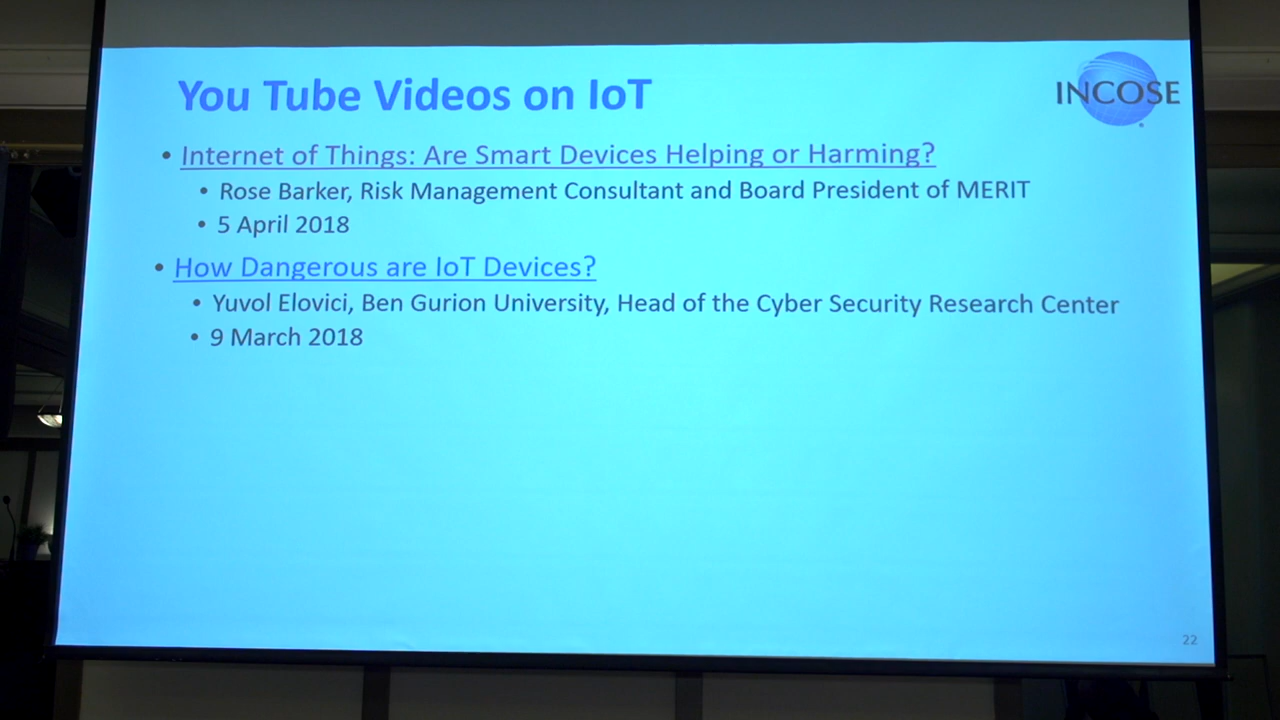 You Tube Videos on IoT
INCOSE
• Internet of Things: Are Smart Devices Helping or Harming?
• Rose Barker, Risk Management Consultant and Board President of MERIT
• 5 April 2018
• How Dangerous are IoT Devices?
• Yuvol Elovici, Ben Gurion University, Head of the Cyber Security Research Center
• 9 March 2018
22